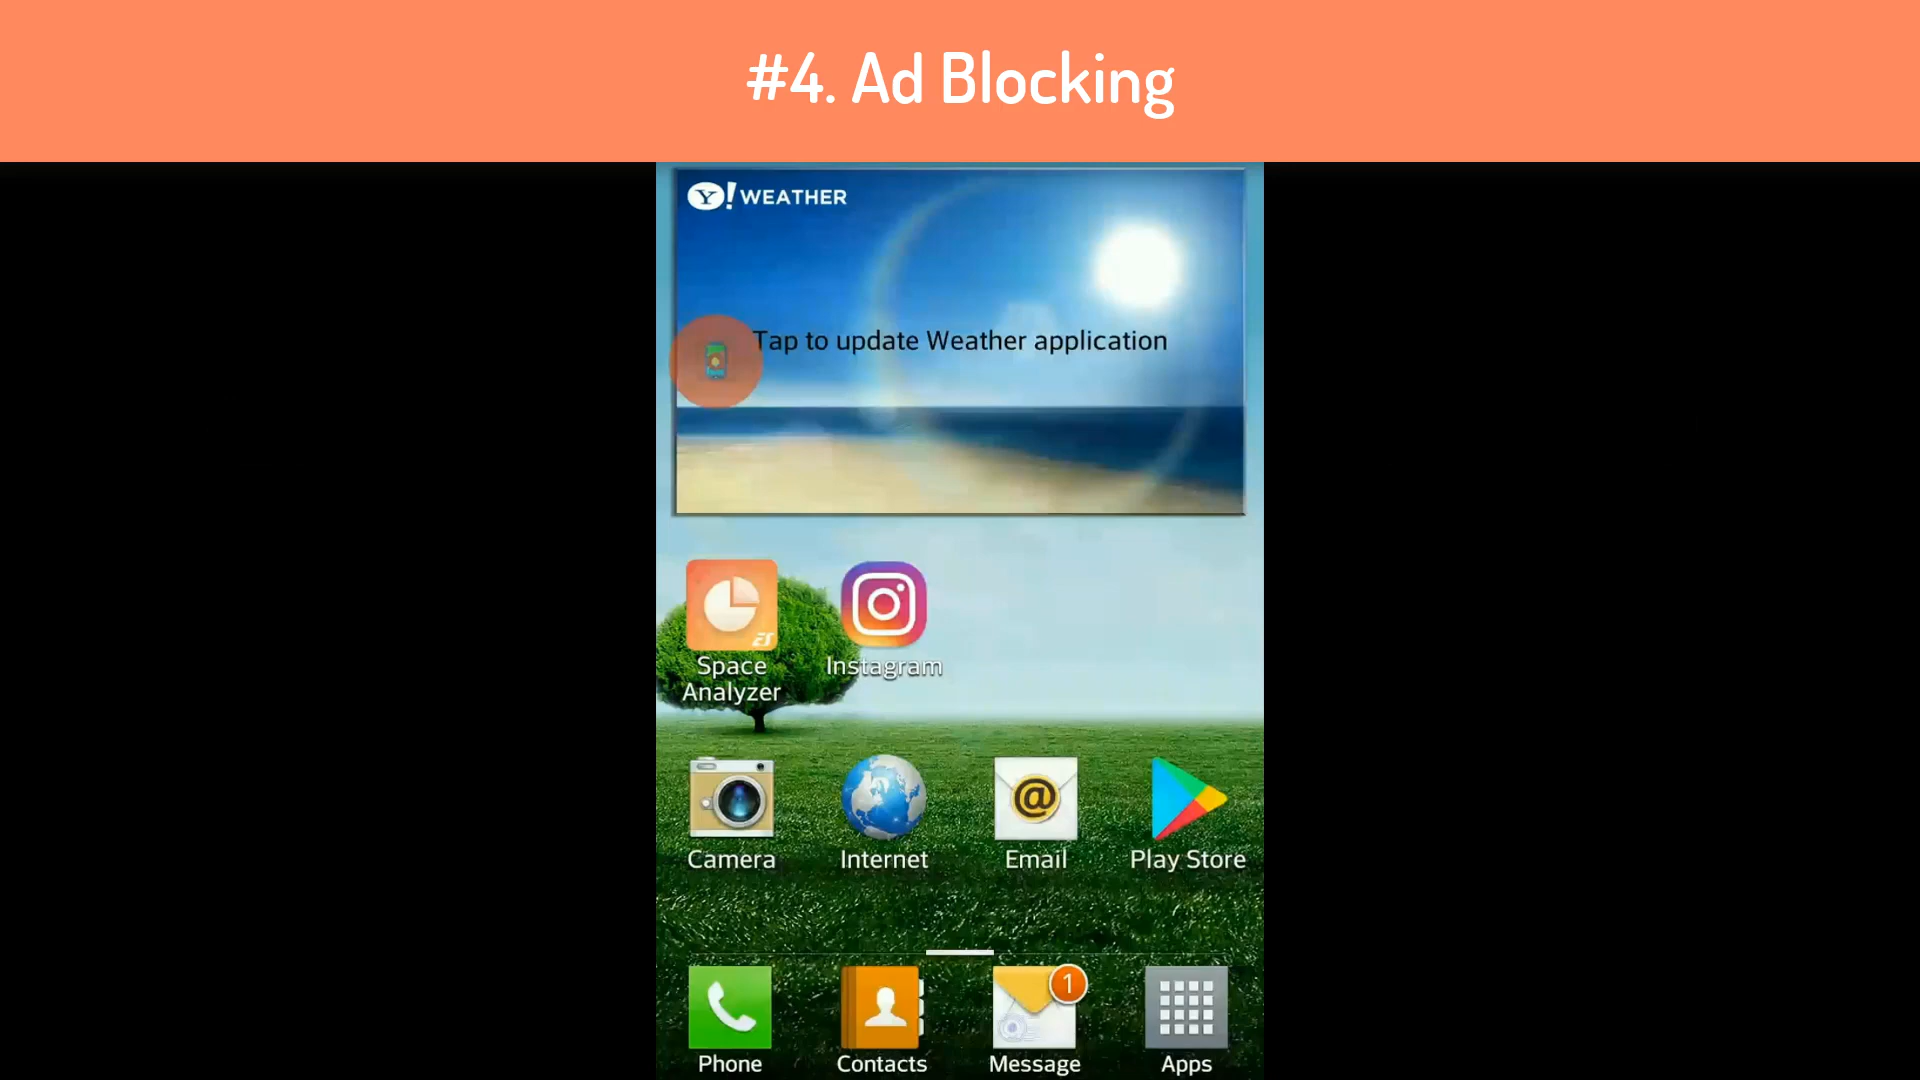 #4. Ad Blocking
Y! WEATHER
Tap to update Weather application
ES
Space
Analyzer
Instagram
@
Camera
Internet
Email
Play Store
1
Phone
Contacts
Message
Apps